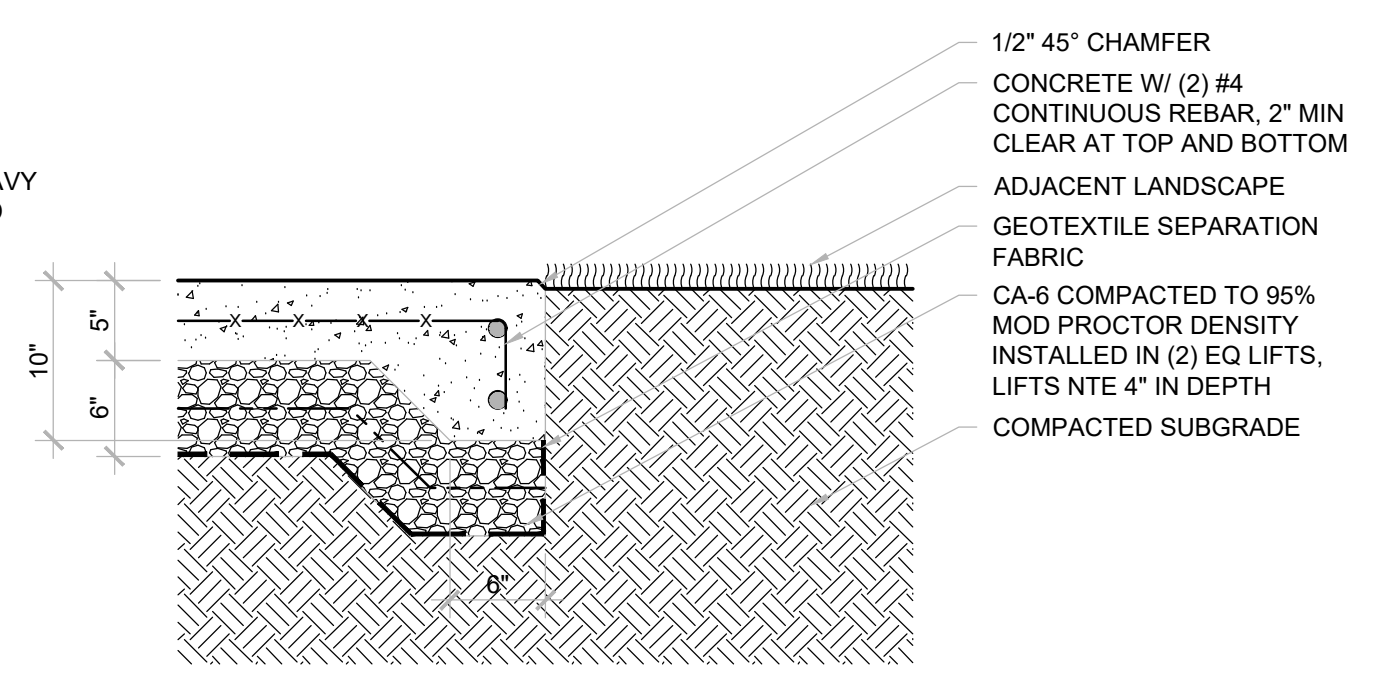 1/2" 45° CHAMFER
CONCRETE W/ (2) #4
CONTINUOUS REBAR, 2" MIN
CLEAR AT TOP AND BOTTOM
ADJACENT LANDSCAPE
GEOTEXTILE SEPARATION
FABRIC
CA-6 COMPACTED TO 95%
MOD PROCTOR DENSITY
INSTALLED IN (2) EQ LIFTS,
LIFTS NTE 4" IN DEPTH
COMPACTED SUBGRADE
10"
5"
6"
X X X X
6"